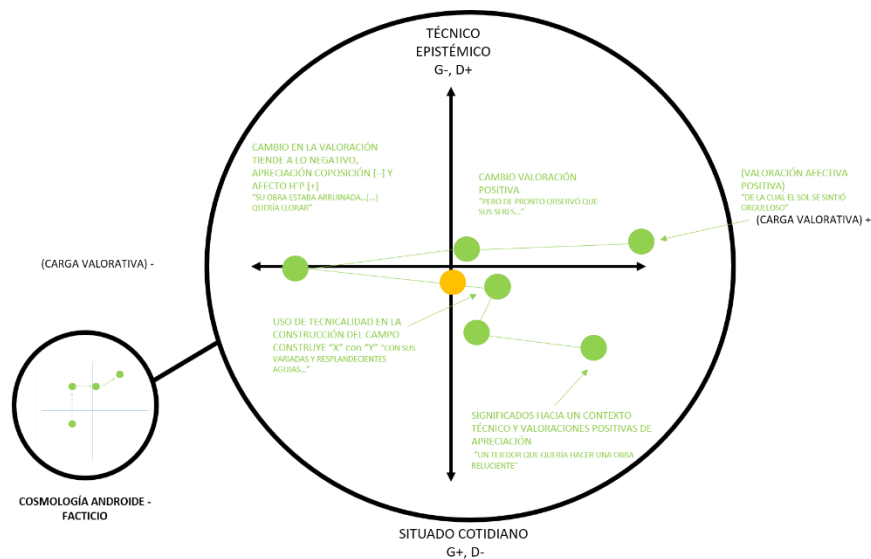 TÉCNICO
EPISTÉMICO
G-, D+
CAMBIO EN LA VALORACIÓN
TIENDE A LO NEGATIVO,
APRECIACIÓN COPOSICIÓN [--] Y
AFECTO H'P [+]
"SU OBRA ESTABA ARRUINADA...[...]
QUERÍA LLORAR"
CAMBIO VALORACIÓN
POSITIVA
"PERO DE PRONTO OBSERVÓ QUE
SUS SERES..."
(VALORACIÓN AFECTIVA
POSITIVA)
"DE LA CUAL EL SOL SE SINTIÓ
ORGULLOSO"
(CARGA VALORATIVA) +
(CARGA VALORATIVA) -
USO DE TECNICALIDAD EN LA
CONSTRUCCIÓN DEL CAMPO
CONSTRUYE "X" con "Y" "CON SUS
VARIADAS Y RESPLANDECIENTES
AGUJAS..."
SIGNIFICADOS HACIA UN CONTEXTO
TÉCNICO Y VALORACIONES POSITIVAS DE
APRECIACIÓN
"UN TEJEDOR QUE QUERÍA HACER UNA OBRA
RELUCIENTE"
COSMOLOGÍA ANDROIDE -
FACTICIO
SITUADO COTIDIANO
G+, D-